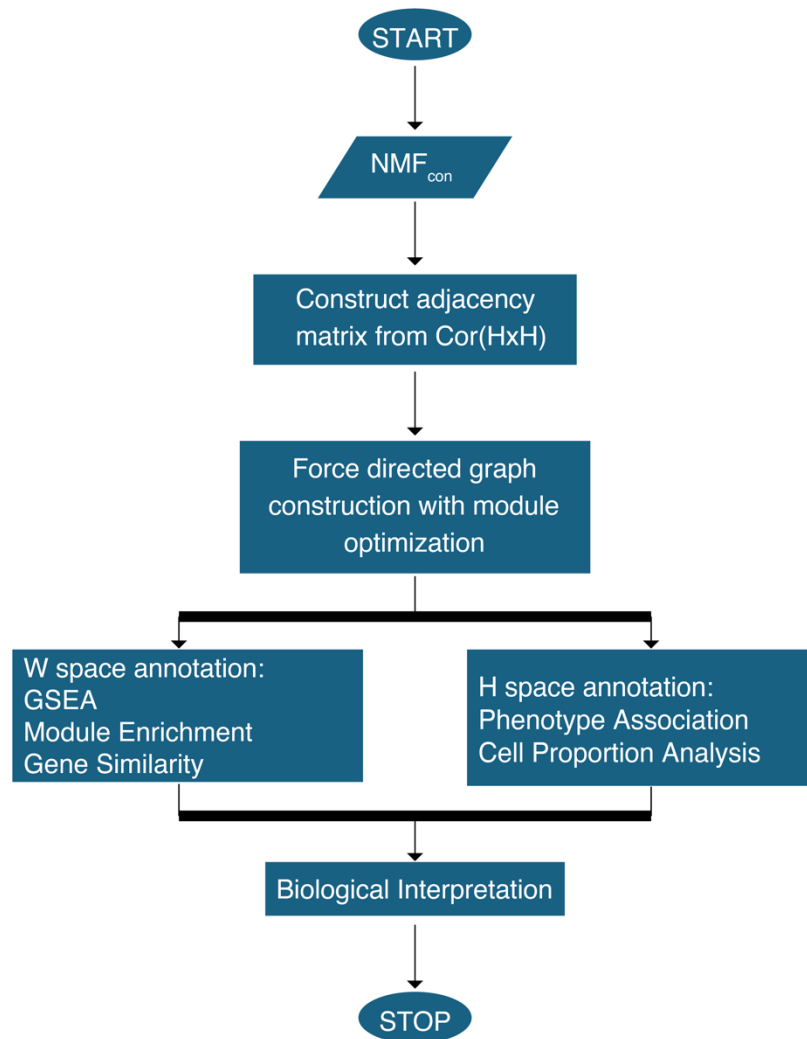 START
NMFcon
Construct adjacency
matrix from Cor(HxH)
Force directed graph
construction with module
optimization
W space annotation:
GSEA
Module Enrichment
Gene Similarity
H space annotation:
Phenotype Association
Cell Proportion Analysis
Biological Interpretation
STOP